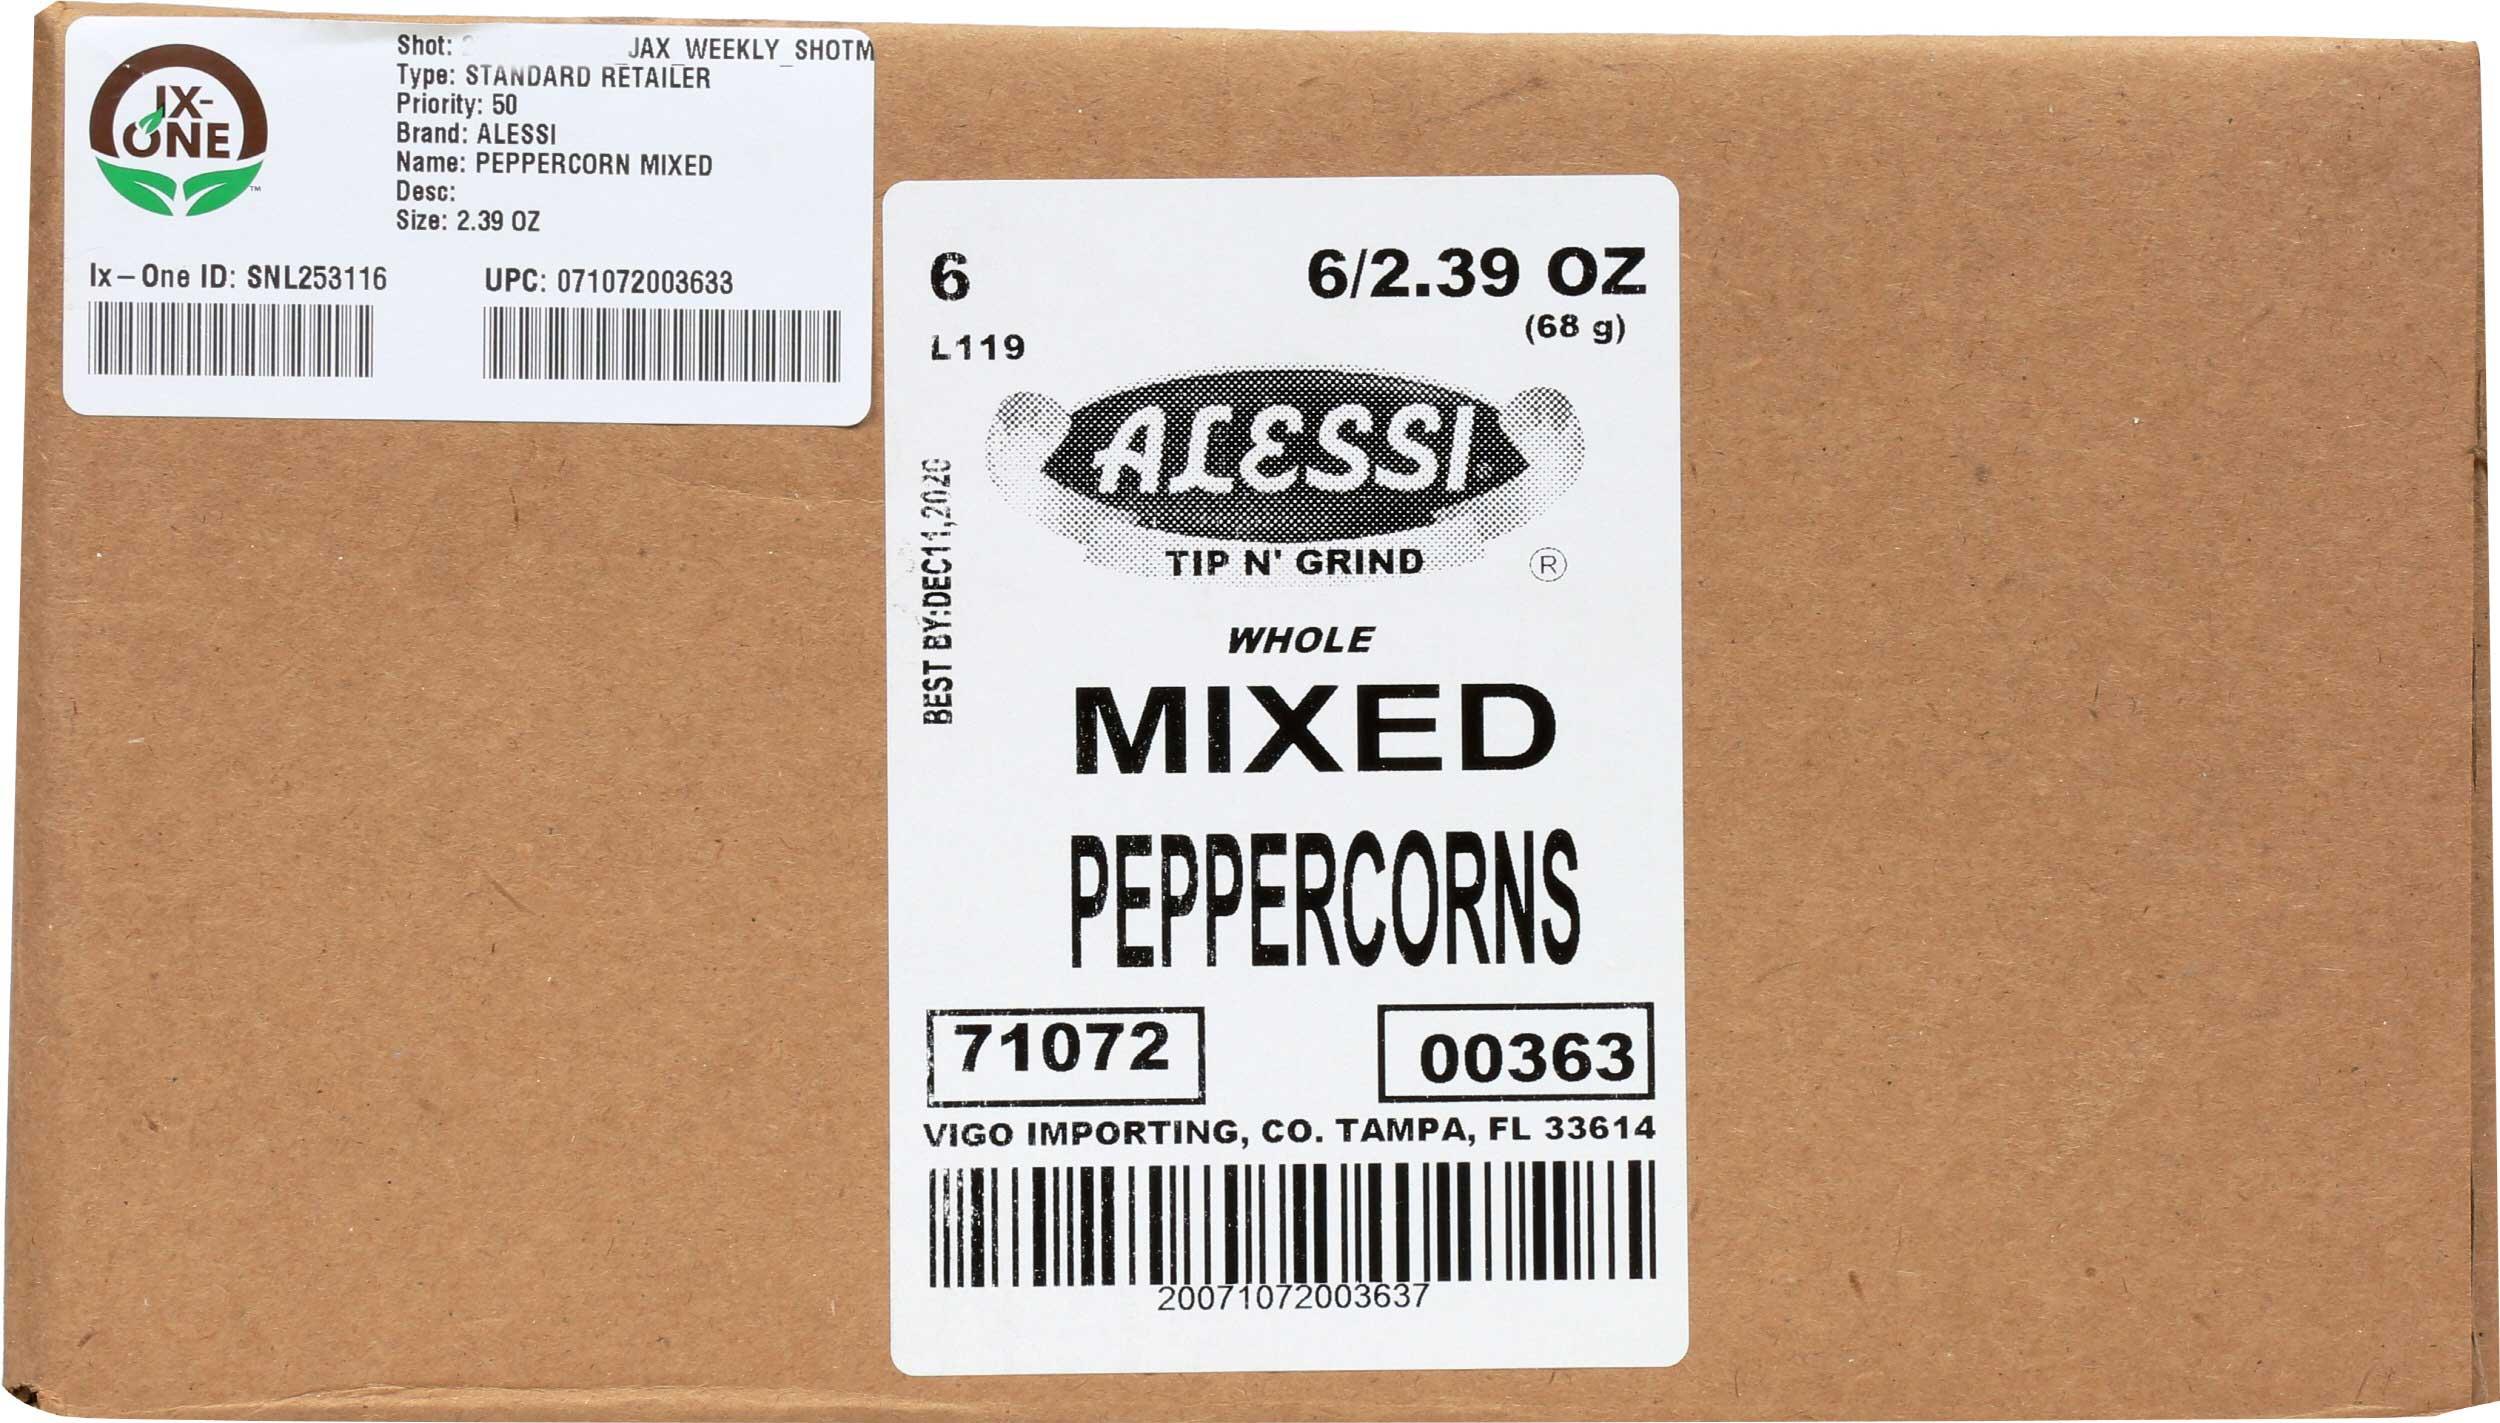 IX-
ONE
TM
Shot: JAX_WEEKLY_SHOTM
Type: STANDARD RETAILER
Priority: 50
Brand: ALESSI
Name: PEPPERCORN MIXED
Desc:
Size: 2.39 OZ
Ix-One ID: SNL253116
UPC: 071072003633
6
6/2.39 OZ
(68 g)
L119
BEST BY:DEC11,2020
ALESSI®
TIP N' GRIND
®
WHOLE
MIXED
PEPPERCORNS
71072
00363
VIGO IMPORTING, CO. TAMPA, FL 33614
20071072003637